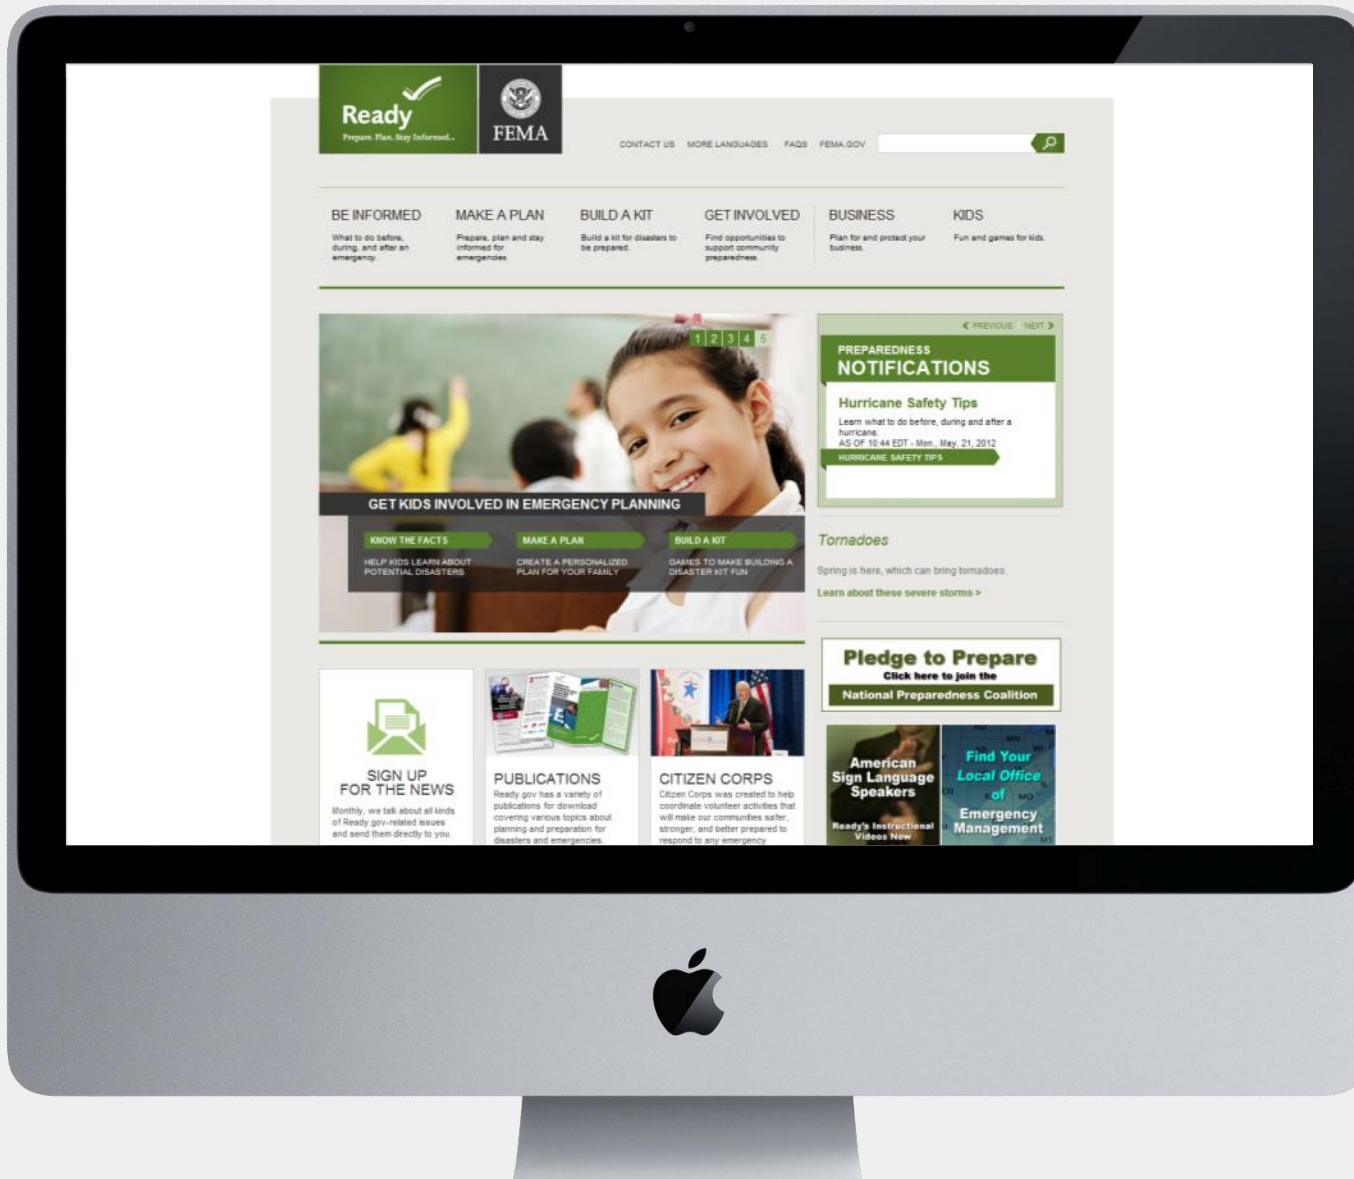 Ready
Prepare. Plan. Stay Informed.
FEMA
CONTACT US MORE LANGUAGES FAQS FEMA.GOV
BE INFORMED
What to do before,
during, and after an
emergency.
MAKE A PLAN
Prepare, plan and stay
informed for
emergencies.
BUILD A KIT
Build a kit for disasters to
be prepared.
GET INVOLVED
Find opportunities to
support community
preparedness.
BUSINESS
Plan for and protect your
business.
KIDS
Fun and games for kids.
1 2 3 4 5
GET KIDS INVOLVED IN EMERGENCY PLANNING
KNOW THE FACTS
HELP KIDS LEARN ABOUT
POTENTIAL DISASTERS
MAKE A PLAN
CREATE A PERSONALIZED
PLAN FOR YOUR FAMILY
BUILD A KIT
GAMES TO MAKE BUILDING A
DISASTER KIT FUN
PREVIOUS NEXT
PREPAREDNESS
NOTIFICATIONS
Hurricane Safety Tips
Learn what to do before, during and after a
hurricane.
AS OF 10:44 EDT - Mon., May. 21, 2012
HURRICANE SAFETY TIPS
Tornadoes
Spring is here, which can bring tornadoes.
Learn about these severe storms >
Pledge to Prepare
Click here to join the
National Preparedness Coalition
SIGN UP
FOR THE NEWS
Monthly, we talk about all kinds
of Ready.gov-related issues
and send them directly to you.
PUBLICATIONS
Ready.gov has a variety of
publications for download
covering various topics about
planning and preparation for
disasters and emergencies.
CITIZEN CORPS
Citizen Corps was created to help
coordinate volunteer activities that
will make our communities safer,
stronger, and better prepared to
respond to any emergency
American
Sign Language
Speakers
Ready's Instructional
Videos Now
Find Your
Local Office
of
Emergency
Management